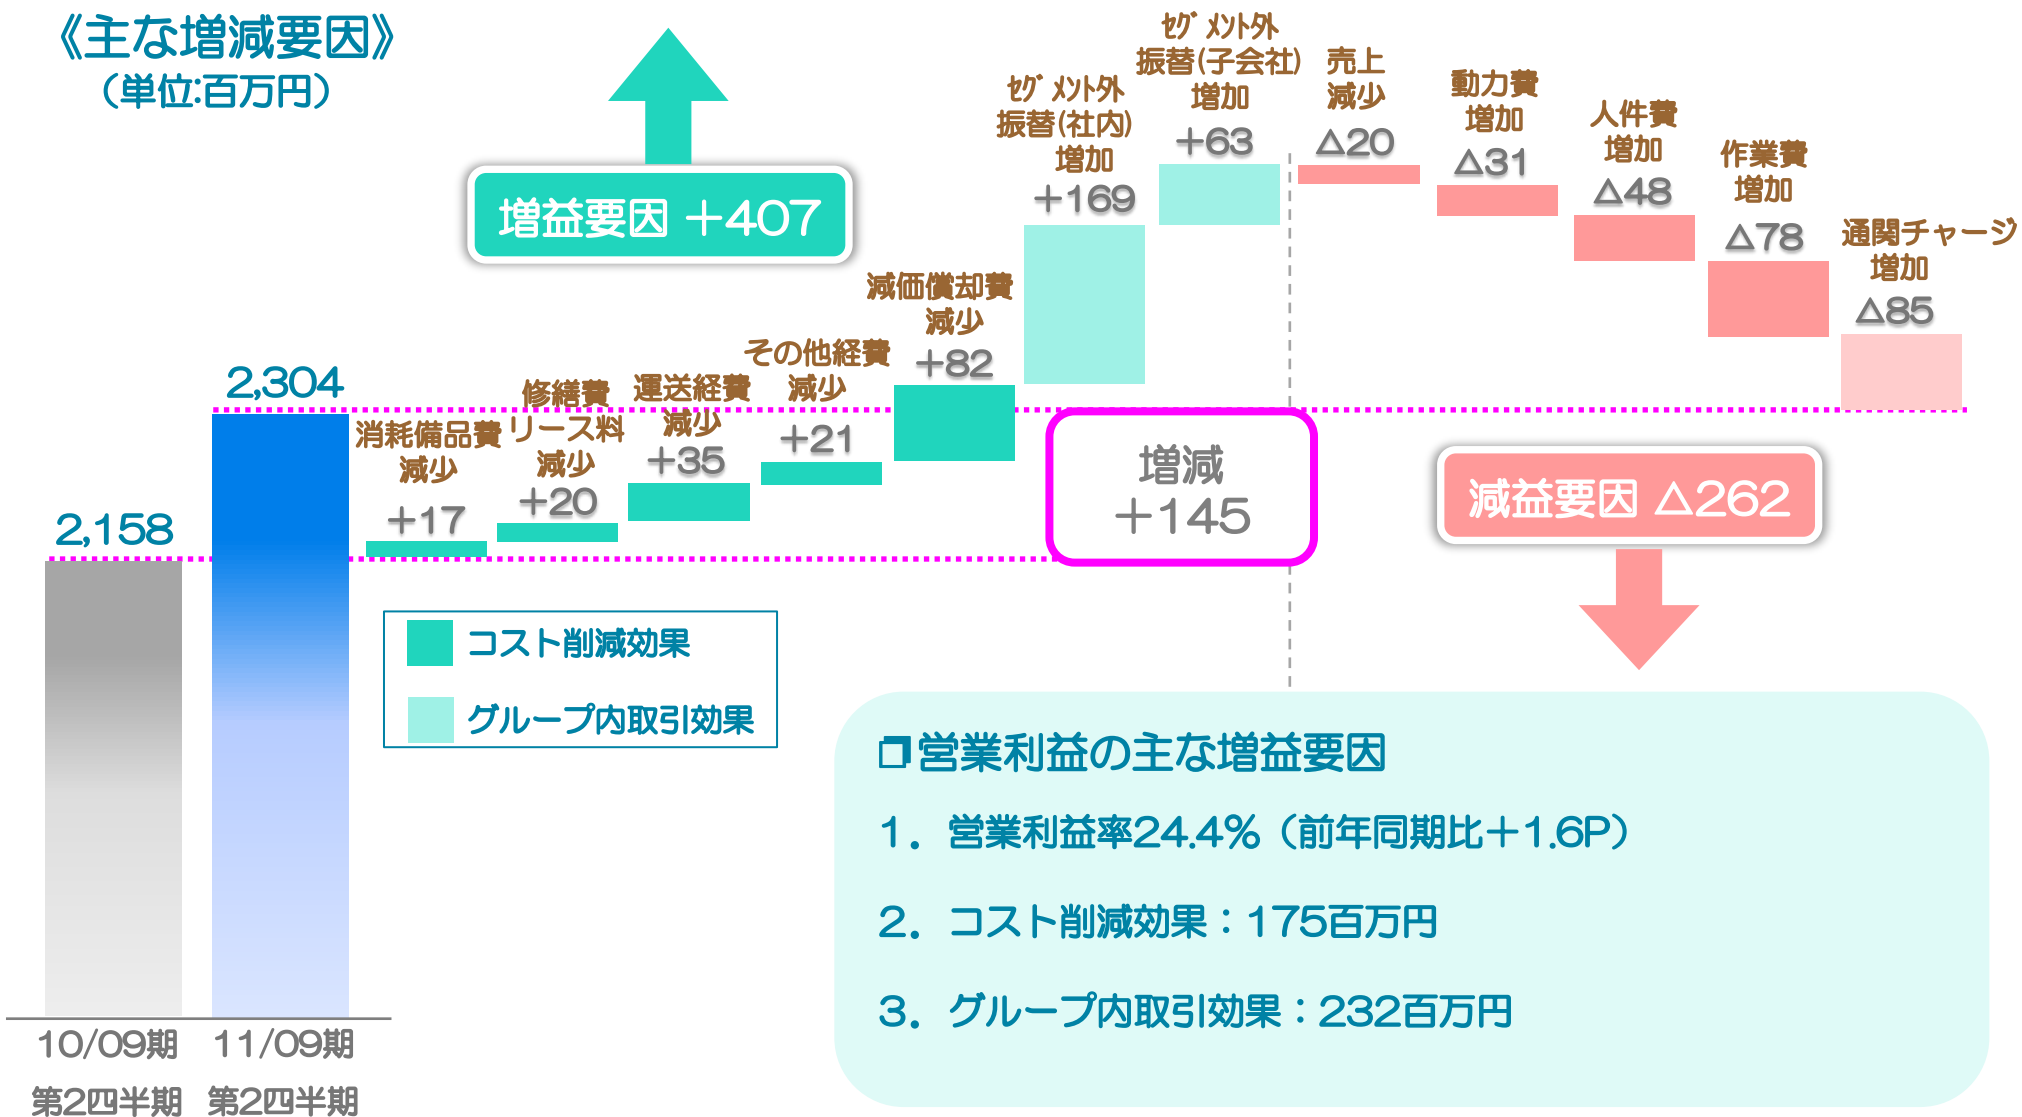 《主な増減要因》
（単位:百万円）
増益要因 ＋407
2,158
2,304
消耗備品費
減少
＋17
修繕費
リース料
減少
＋20
運送経費
減少
＋35
その他経費
減少
＋21
減価償却費
減少
＋82
ｾｸﾞﾒﾝﾄ外
振替(社内)
増加
＋169
ｾｸﾞﾒﾝﾄ外
振替(子会社)
増加
＋63
売上
減少
△20
動力費
増加
△31
人件費
増加
△48
作業費
増加
△78
通関チャージ
増加
△85
増減
＋145
減益要因 △262
コスト削減効果
グループ内取引効果
❒営業利益の主な増益要因
1．営業利益率24.4%（前年同期比＋1.6P）
2．コスト削減効果：175百万円
3．グループ内取引効果：232百万円
10/09期
第2四半期
11/09期
第2四半期